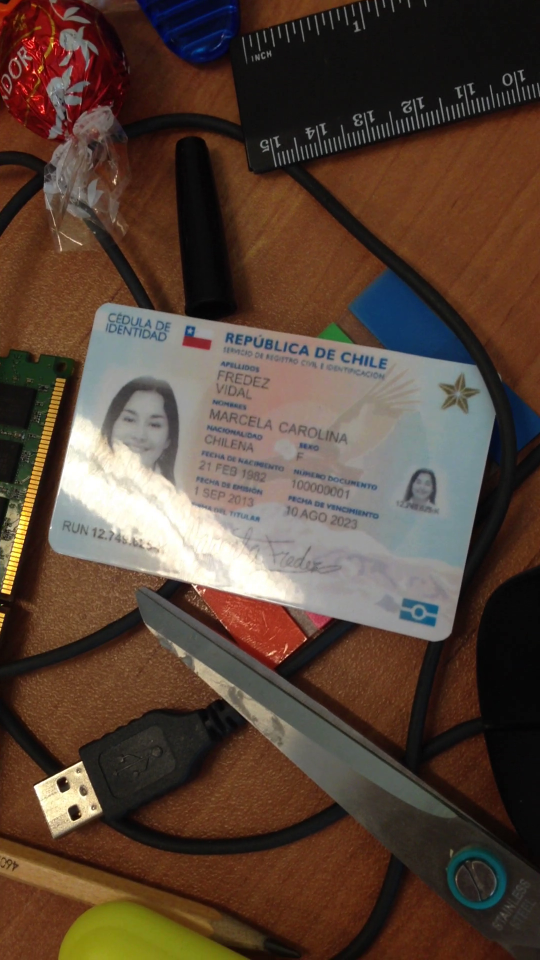 DOR
INCH 1
15 14 13 12 11 10
CÉDULA DE
IDENTIDAD
REPÚBLICA DE CHILE
SERVICIO DE REGISTRO CIVIL E IDENTIFICACIÓN
APELLIDOS
FREDEZ
VIDAL
NOMBRES
MARCELA CAROLINA
NACIONALIDAD SEXO
CHILENA F
FECHA DE NACIMIENTO NÚMERO DOCUMENTO
21 FEB 1982 100000001
FECHA DE EMISIÓN FECHA DE VENCIMIENTO
1 SEP 2013 10 AGO 2023
FIRMA DEL TITULAR
Marcela Fredez
RUN
STAINLESS
STEEL